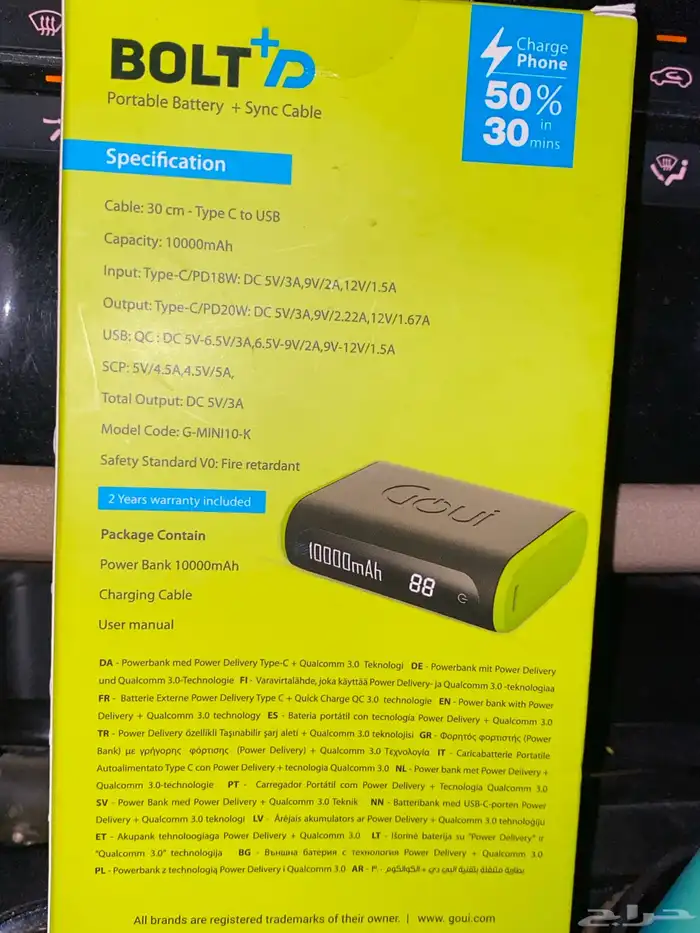 BOLT+D
Portable Battery + Sync Cable
Charge
Phone
50%
in
30 mins
Specification
Cable: 30 cm - Type C to USB
Capacity: 10000mAh
Input: Type-C/PD18W: DC 5V/3A,9V/2A,12V/1.5A
Output: Type-C/PD20W: DC 5V/3A,9V/2.22A,12V/1.67A
USB: QC : DC 5V-6.5V/3A,6.5V-9V/2A,9V-12V/1.5A
SCP: 5V/4.5A,4.5V/5A,
Total Output: DC 5V/3A
Model Code: G-MINI10-K
Safety Standard V0: Fire retardant
2 Years warranty included
Package Contain
Power Bank 10000mAh
Charging Cable
User manual
Goui
10000mAh 88
DA - Powerbank med Power Delivery Type-C + Qualcomm 3.0 Teknologi DE - Powerbank mit Power Delivery
und Qualcomm 3.0-Technologie FI - Varavirtalähde, joka käyttää Power Delivery- ja Qualcomm 3.0 -teknologiaa
FR - Batterie Externe Power Delivery Type C + Quick Charge QC 3.0 technologie EN - Power bank with Power
Delivery + Qualcomm 3.0 technology ES - Bateria portátil con tecnología Power Delivery + Qualcomm 3.0
TR - Power Delivery özellikli Taşınabilir şarj aleti + Qualcomm 3.0 teknolojisi GR - Φορητός φορτιστής (Power
Bank) με γρήγορης φόρτισης (Power Delivery) + Qualcomm 3.0 Τεχνολογία IT - Caricabatterie Portatile
Autoalimentato Type C con Power Delivery + tecnologia Qualcomm 3.0 NL - Power bank met Power Delivery +
Qualcomm 3.0-technologie PT - Carregador Portátil com Power Delivery + Tecnologia Qualcomm 3.0
SV - Power Bank med Power Delivery + Qualcomm 3.0 Teknik NN - Batteribank med USB-C-porten Power
Delivery + Qualcomm 3.0 teknologi LV - Ārējais akumulators ar Power Delivery + Qualcomm 3.0 tehnoloģiju
ET - Akupank tehnoloogiaga Power Delivery + Qualcomm 3.0 LT - Išorinė baterija su "Power Delivery" ir
"Qualcomm 3.0" technologija BG - Външна батерия с технология Power Delivery + Qualcomm 3.0
PL - Powerbank z technologią Power Delivery i Qualcomm 3.0 AR - بطارية متنقلة بتقنية البي دي + الكوالكوم ٣.٠
All brands are registered trademarks of their owner. | www. goui.com
حراج